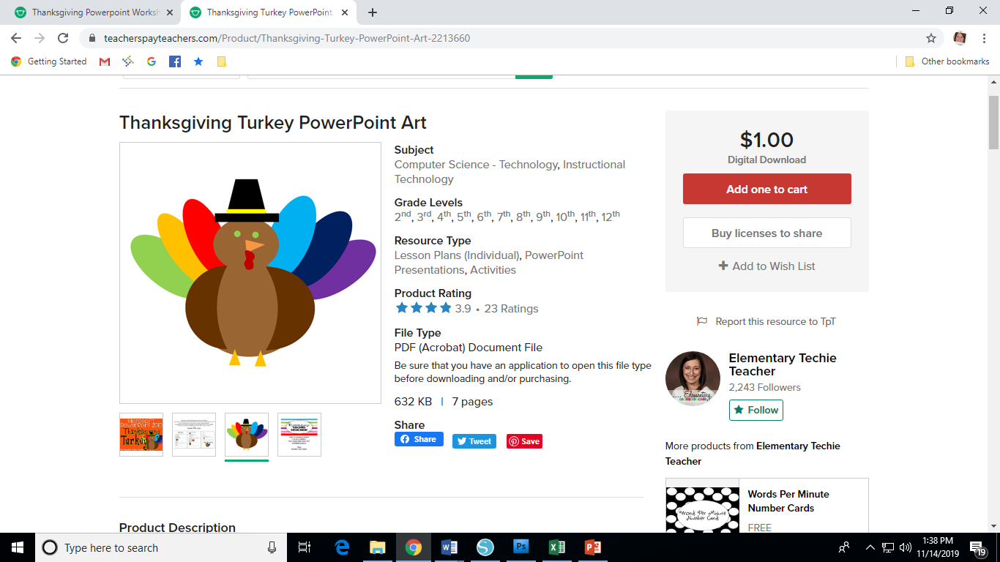 Thanksgiving Powerpoint Worksh
Thanksgiving Turkey PowerPoint
teacherspayteachers.com/Product/Thanksgiving-Turkey-PowerPoint-Art-2213660
Getting Started
Other bookmarks
Thanksgiving Turkey PowerPoint Art
Subject
Computer Science - Technology, Instructional
Technology
Grade Levels
2nd, 3rd, 4th, 5th, 6th, 7th, 8th, 9th, 10th, 11th, 12th
Resource Type
Lesson Plans (Individual), PowerPoint
Presentations, Activities
Product Rating
3.9 • 23 Ratings
File Type
PDF (Acrobat) Document File
Be sure that you have an application to open this file type
before downloading and/or purchasing.
632 KB | 7 pages
Share
Share
Tweet
Save
Microsoft
PowerPoint 2010
Turkey
Product Description
$1.00
Digital Download
Add one to cart
Buy licenses to share
Add to Wish List
Report this resource to TpT
Elementary Techie
Teacher
2,243 Followers
Follow
More products from Elementary Techie
Teacher
Words Per Minute
Number Cards
Words Per Minute
Number Cards
FREE
Type here to search
Ps
1:38 PM
11/14/2019
19